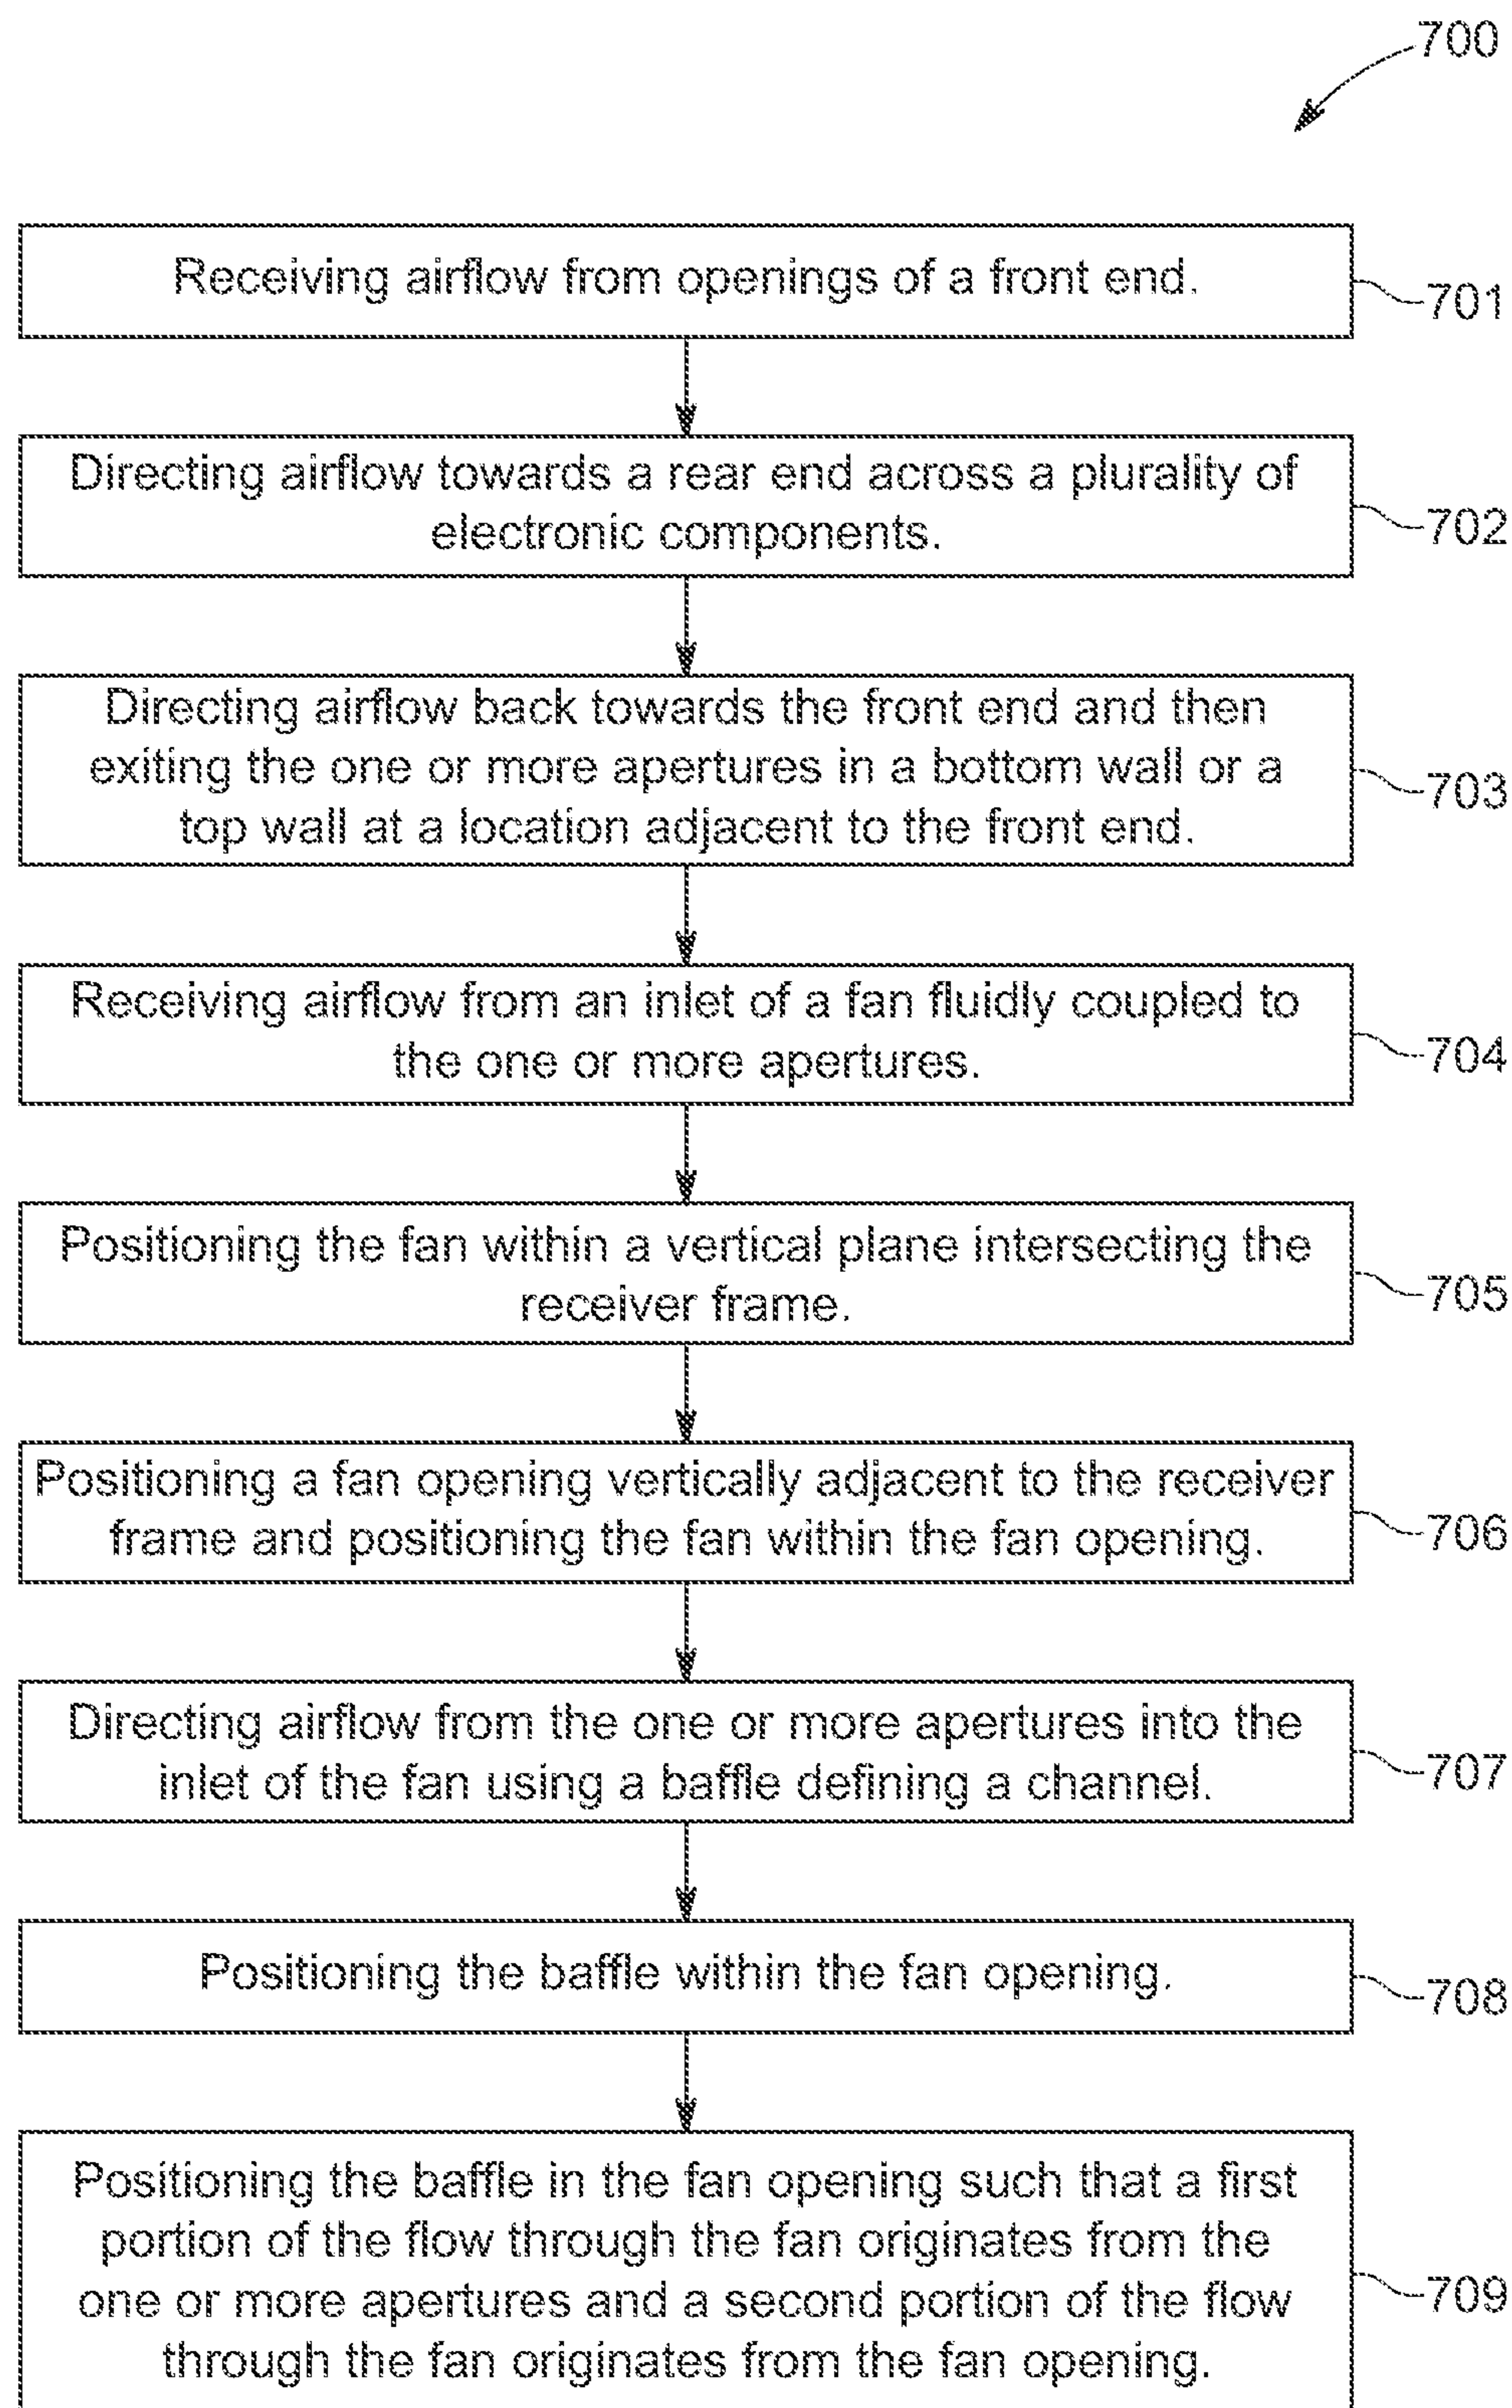 700
Receiving airflow from openings of a front end.
701
Directing airflow towards a rear end across a plurality of
electronic components.
702
Directing airflow back towards the front end and then
exiting the one or more apertures in a bottom wall or a
top wall at a location adjacent to the front end.
703
Receiving airflow from an inlet of a fan fluidly coupled to
the one or more apertures.
704
Positioning the fan within a vertical plane intersecting the
receiver frame.
705
Positioning a fan opening vertically adjacent to the receiver
frame and positioning the fan within the fan opening.
706
Directing airflow from the one or more apertures into the
inlet of the fan using a baffle defining a channel.
707
Positioning the baffle within the fan opening.
708
Positioning the baffle in the fan opening such that a first
portion of the flow through the fan originates from the
one or more apertures and a second portion of the flow
through the fan originates from the fan opening.
709